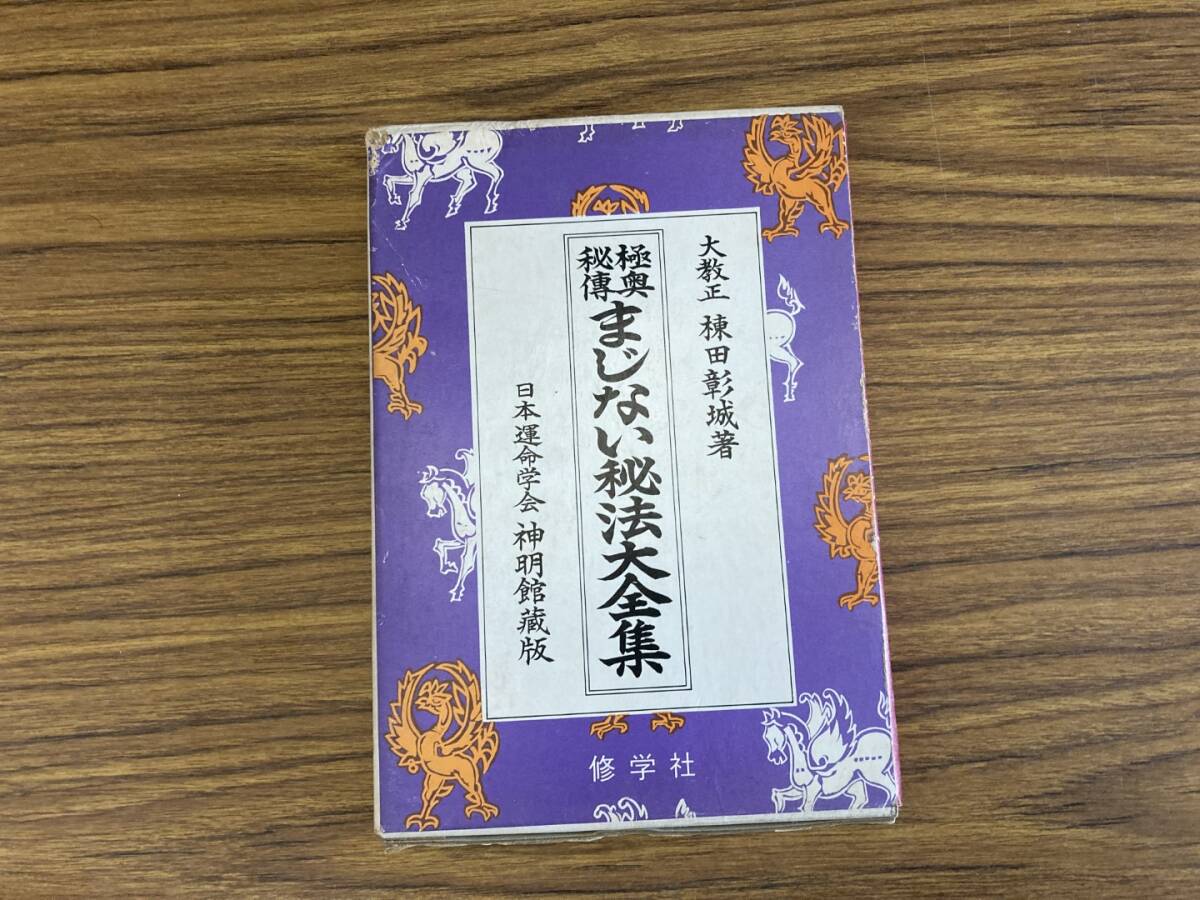 大教正 棟田彰城著
極奥
秘傳
まじない秘法大全集
日本運命学会 神明館蔵版
修学社